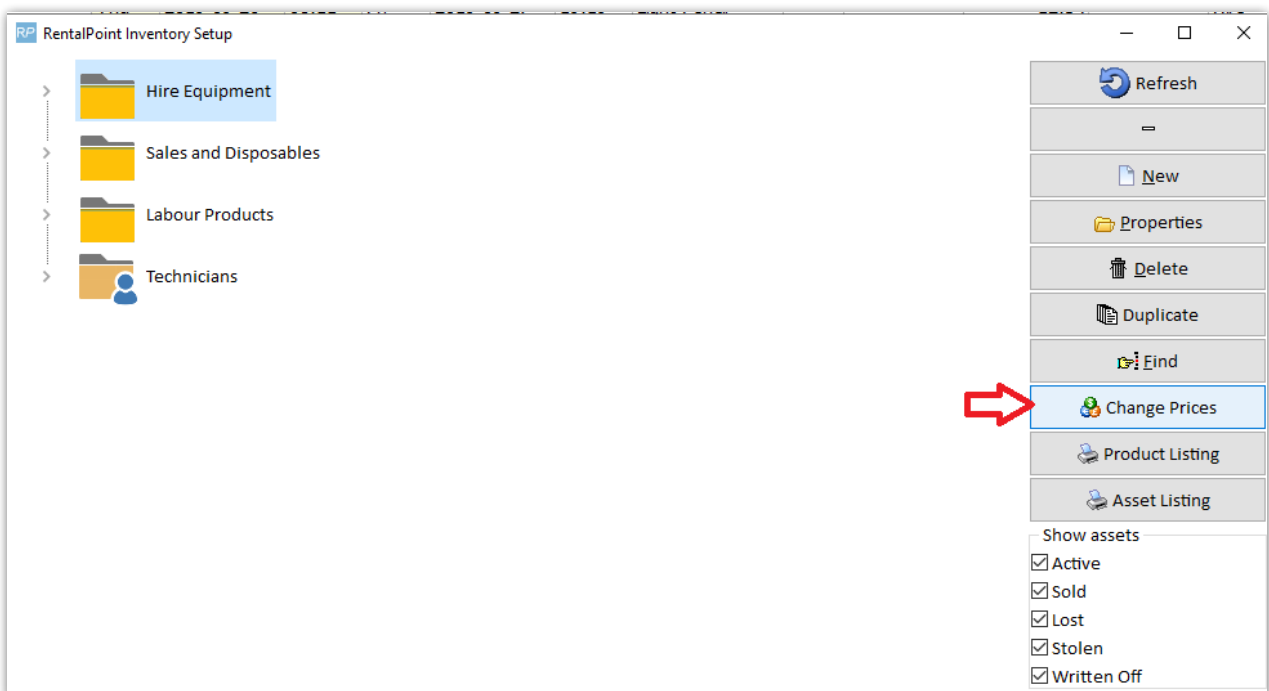 RP RentalPoint Inventory Setup
Hire Equipment
Sales and Disposables
Labour Products
Technicians
Refresh
New
Properties
Delete
Duplicate
Find
Change Prices
Product Listing
Asset Listing
Show assets
Active
Sold
Lost
Stolen
Written Off